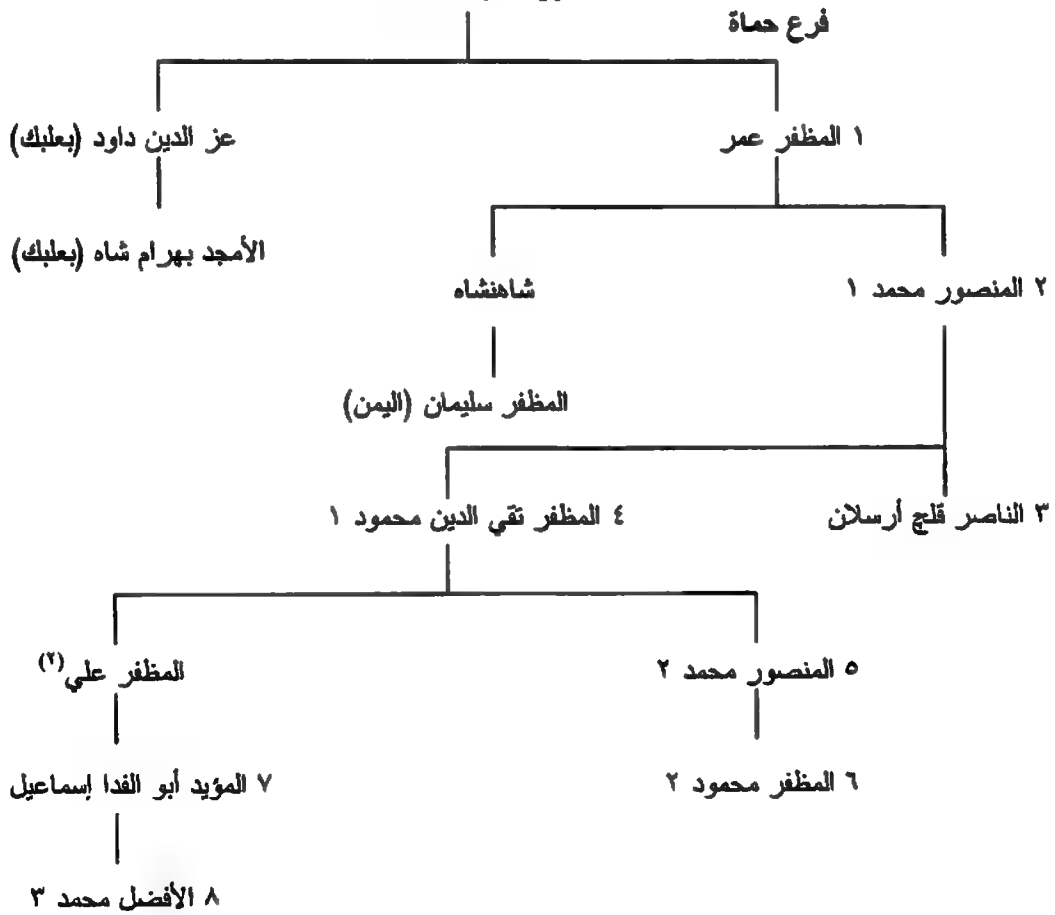 فرع حماة
١ المظفر عمر
عز الدين داود (بعلبك)
الأمجد بهرام شاه (بعلبك)
٢ المنصور محمد ١
شاهنشاه
المظفر سليمان (اليمن)
٣ الناصر قلج أرسلان
٤ المظفر تقي الدين محمود ١
٥ المنصور محمد ٢
المظفر علي(٢)
٦ المظفر محمود ٢
٧ المؤيد أبو الفدا إسماعيل
٨ الأفضل محمد ٣